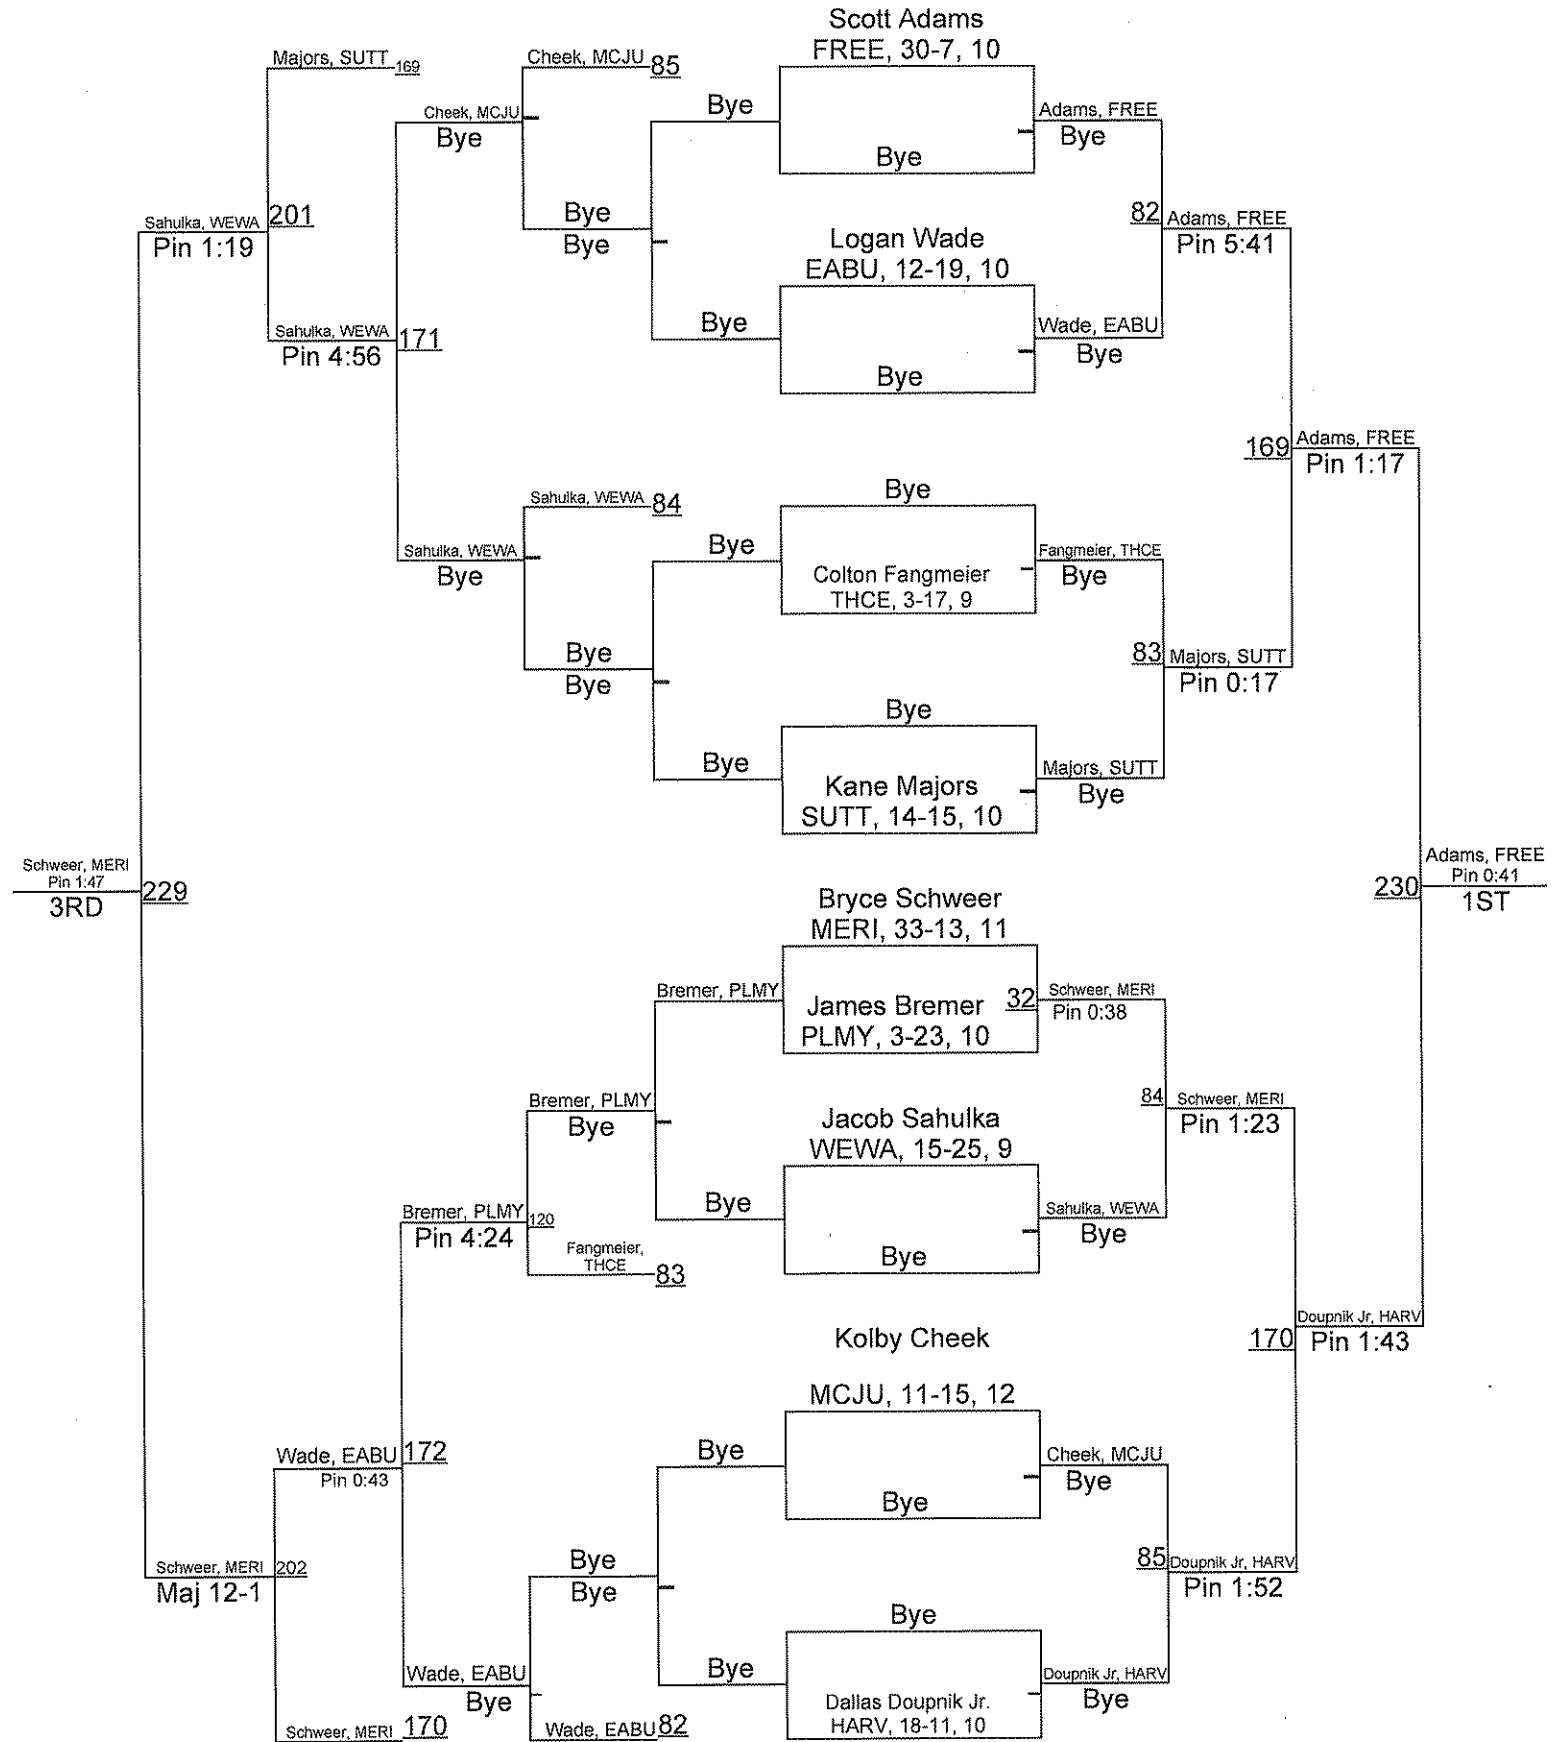 Scott Adams
FREE, 30-7, 10
Majors, SUTT 169
Cheek, MCJU 85
Bye
Adams, FREE
Bye
Cheek, MCJU
Bye
Bye
Sahulka, WEWA 201
Pin 1:19
Bye
Bye
82 Adams, FREE
Pin 5:41
Logan Wade
EABU, 12-19, 10
Sahulka, WEWA 171
Pin 4:56
Bye
Wade, EABU
Bye
Bye
169 Adams, FREE
Pin 1:17
Sahulka, WEWA 84
Bye
Sahulka, WEWA
Bye
Bye
Colton Fangmeier
THCE, 3-17, 9
Fangmeier, THCE
Bye
Bye
Bye
83 Majors, SUTT
Pin 0:17
Bye
Bye
Kane Majors
SUTT, 14-15, 10
Majors, SUTT
Bye
Schweer, MERI
Pin 1:47
3RD
229
230
Adams, FREE
Pin 0:41
1ST
Bryce Schweer
MERI, 33-13, 11
Bremer, PLMY
James Bremer
PLMY, 3-23, 10
32 Schweer, MERI
Pin 0:38
Bremer, PLMY
Bye
84 Schweer, MERI
Pin 1:23
Jacob Sahulka
WEWA, 15-25, 9
Bremer, PLMY 120
Pin 4:24
Bye
Sahulka, WEWA
Bye
Fangmeier,
THCE 83
Bye
Kolby Cheek
170 Doupnik Jr, HARV
Pin 1:43
MCJU, 11-15, 12
Wade, EABU 172
Pin 0:43
Bye
Cheek, MCJU
Bye
Bye
Schweer, MERI 202
Maj 12-1
Bye
Bye
85 Doupnik Jr, HARV
Pin 1:52
Bye
Wade, EABU
Bye
Bye
Dallas Doupnik Jr.
HARV, 18-11, 10
Doupnik Jr, HARV
Bye
Schweer, MERI 170
Wade, EABU 82